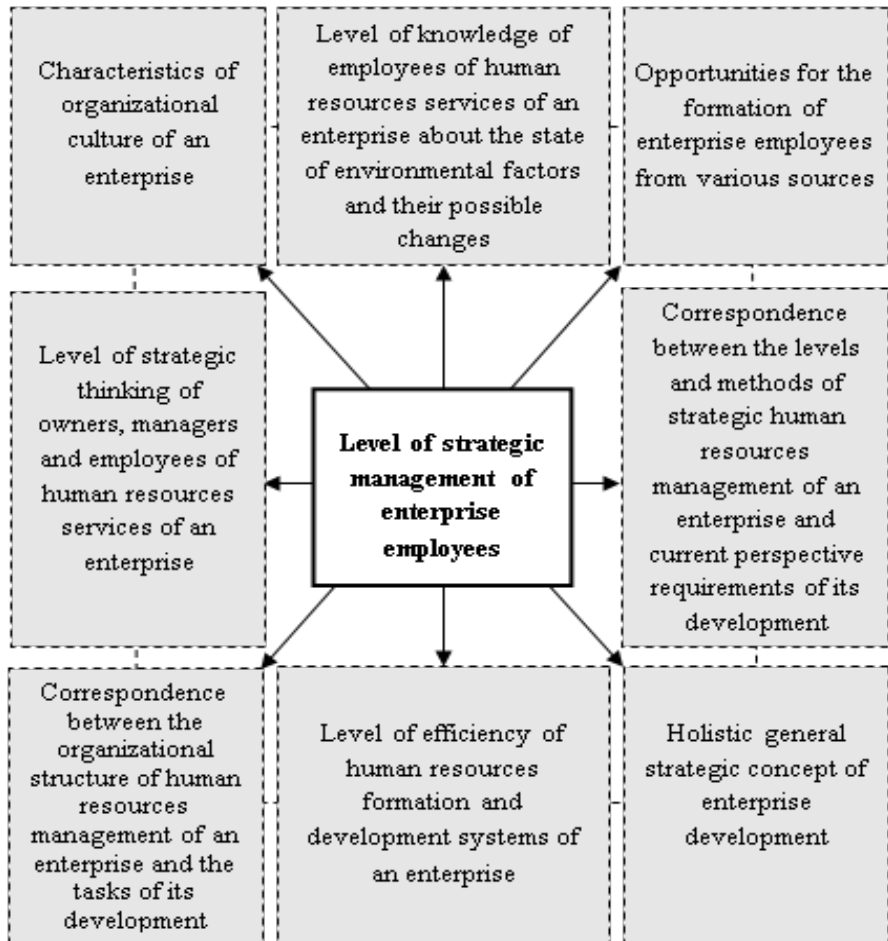 Characteristics of
organizational
culture of an
enterprise
Level of knowledge of
employees of human
resources services of an
enterprise about the state
of environmental factors
and their possible
changes
Opportunities for the
formation of
enterprise employees
from various sources
Level of strategic
thinking of
owners, managers
and employees of
human resources
services of an
enterprise
Level of strategic
management of
enterprise
employees
Correspondence
between the levels
and methods of
strategic human
resources
management of an
enterprise and
current perspective
requirements of its
development
Correspondence
between the
organizational
structure of human
resources
management of an
enterprise and the
tasks of its
development
Level of efficiency of
human resources
formation and
development systems of
an enterprise
Holistic general
strategic concept of
enterprise
development